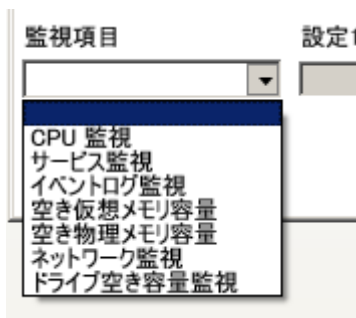 監視項目 設定
CPU 監視
サービス監視
イベントログ監視
空き仮想メモリ容量
空き物理メモリ容量
ネットワーク監視
ドライブ空き容量監視